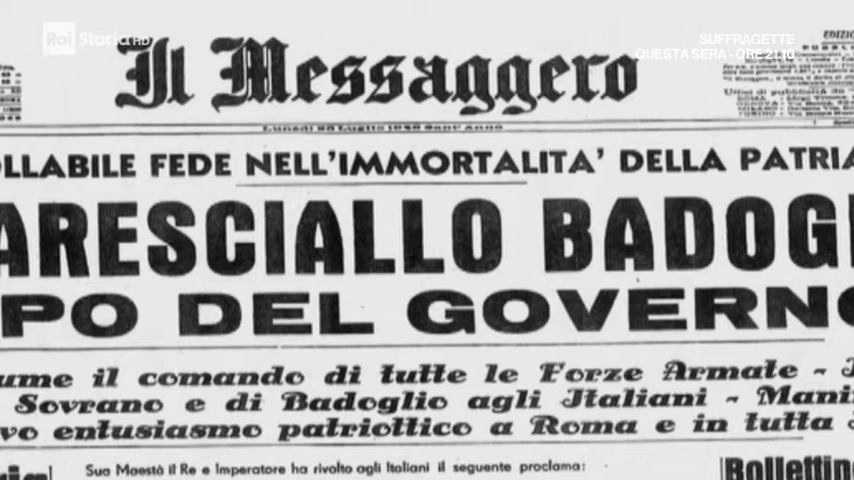 Rai Storia HD
SUFFRAGETTE
QUESTA SERA - ORE 21.10
Il Messaggero
OLLABILE FEDE NELL'IMMORTALITA' DELLA PATRIA
ARESCIALLO BADOGL
PO DEL GOVERNO
ume il comando di tutte le Forze Armate -
Sovrano e di Badoglio agli Italiani - Mani
vo entusiasmo patriottico a Roma e in tutta
Sua Maestà il Re e Imperatore ha rivolto agli Italiani il seguente proclama:
Bollettino